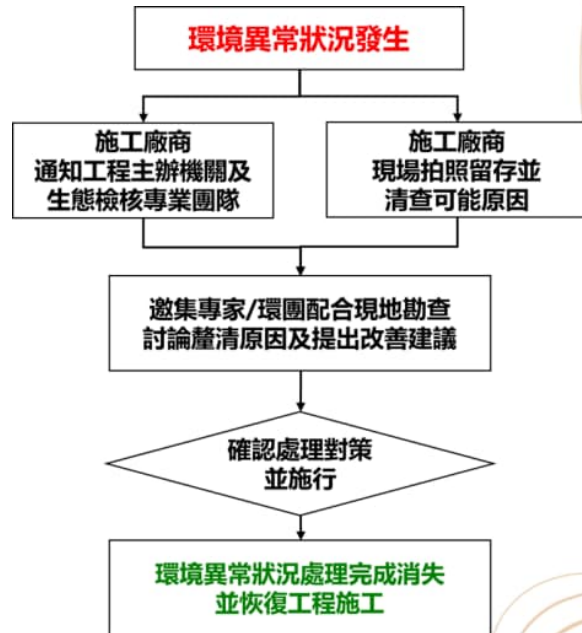 環境異常狀況發生
施工廠商
通知工程主辦機關及
生態檢核專業團隊
施工廠商
現場拍照留存並
清查可能原因
邀集專家/環團配合現地勘查
討論釐清原因及提出改善建議
確認處理對策
並施行
環境異常狀況處理完成消失
並恢復工程施工